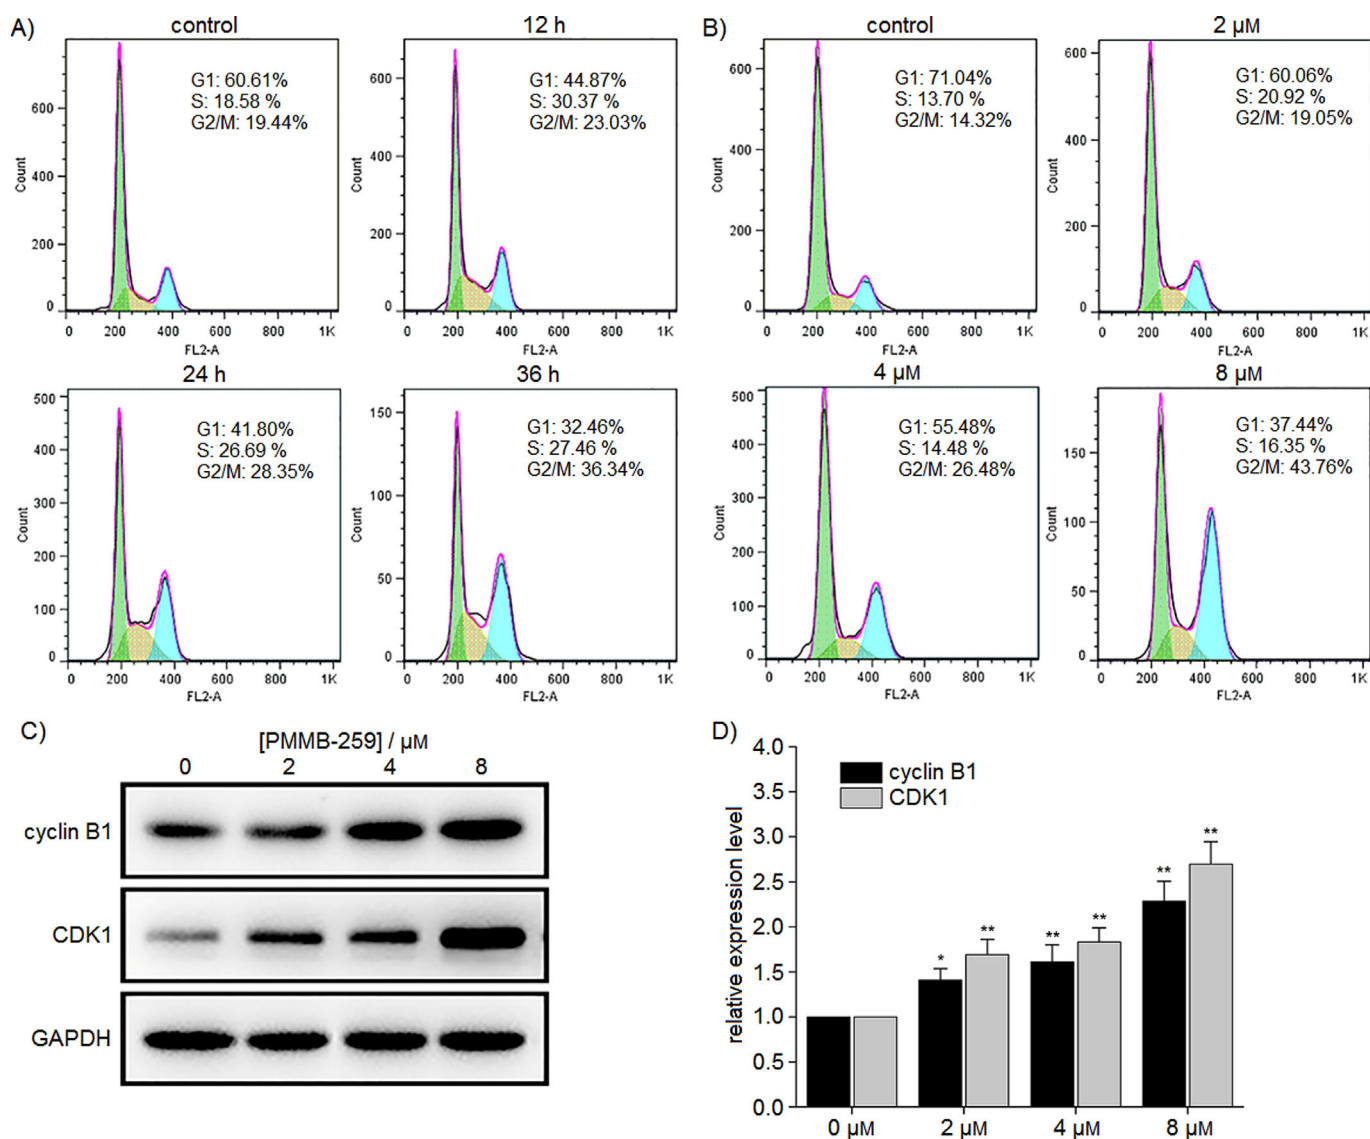 A)
control
Count
800
600
400
200
0
G1: 60.61%
S: 18.58 %
G2/M: 19.44%
0 200 400 600 800 1K
FL2-A
12 h
Count
600
400
200
0
G1: 44.87%
S: 30.37 %
G2/M: 23.03%
0 200 400 600 800 1K
FL2-A
24 h
Count
500
400
300
200
100
0
G1: 41.80%
S: 26.69 %
G2/M: 28.35%
0 200 400 600 800 1K
FL2-A
36 h
Count
150
100
50
0
G1: 32.46%
S: 27.46 %
G2/M: 36.34%
0 200 400 600 800 1K
FL2-A
B)
control
Count
600
400
200
0
G1: 71.04%
S: 13.70 %
G2/M: 14.32%
0 200 400 600 800 1K
FL2-A
2 µM
Count
600
500
400
300
200
100
0
G1: 60.06%
S: 20.92 %
G2/M: 19.05%
0 200 400 600 800 1K
FL2-A
4 µM
Count
500
400
500
300
200
100
0
G1: 55.48%
S: 14.48 %
G2/M: 26.48%
0 200 400 600 800 1K
FL2-A
8 µM
Count
150
100
50
0
G1: 37.44%
S: 16.35 %
G2/M: 43.76%
0 200 400 600 800 1K
FL2-A
C)
[PMMB-259] / µM
0 2 4 8
cyclin B1
CDK1
GAPDH
D)
relative expression level
4.0
3.5
3.0
2.5
2.0
1.5
1.0
0.5
0.0
cyclin B1
CDK1
* **
** **
** **
0 µM 2 µM 4 µM 8 µM